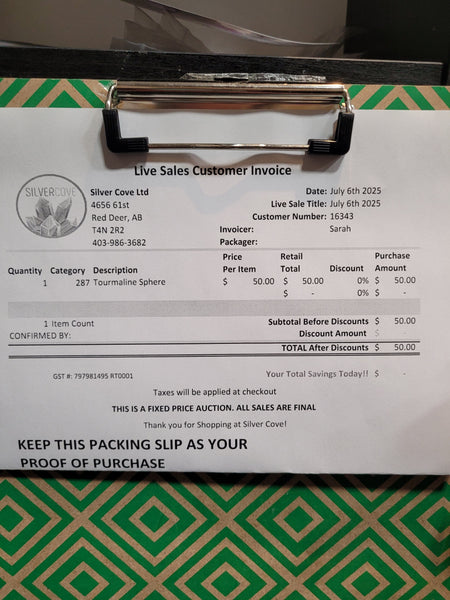 Live Sales Customer Invoice
SILVERCOVE
Silver Cove Ltd
4656 61st
Red Deer, AB
T4N 2R2
403-986-3682
Date: July 6th 2025
Live Sale Title: July 6th 2025
Customer Number: 16343
Invoicer: Sarah
Packager:
Quantity Category Description Price Per Item Retail Total Discount Purchase Amount
1 287 Tourmaline Sphere $ 50.00 $ 50.00 0% $ 50.00
$ - 0% $ -
1 Item Count Subtotal Before Discounts $ 50.00
CONFIRMED BY: Discount Amount $ -
TOTAL After Discounts $ 50.00
GST #: 797981495 RT0001 Your Total Savings Today!! $ -
Taxes will be applied at checkout
THIS IS A FIXED PRICE AUCTION. ALL SALES ARE FINAL
Thank you for Shopping at Silver Cove!
KEEP THIS PACKING SLIP AS YOUR
PROOF OF PURCHASE